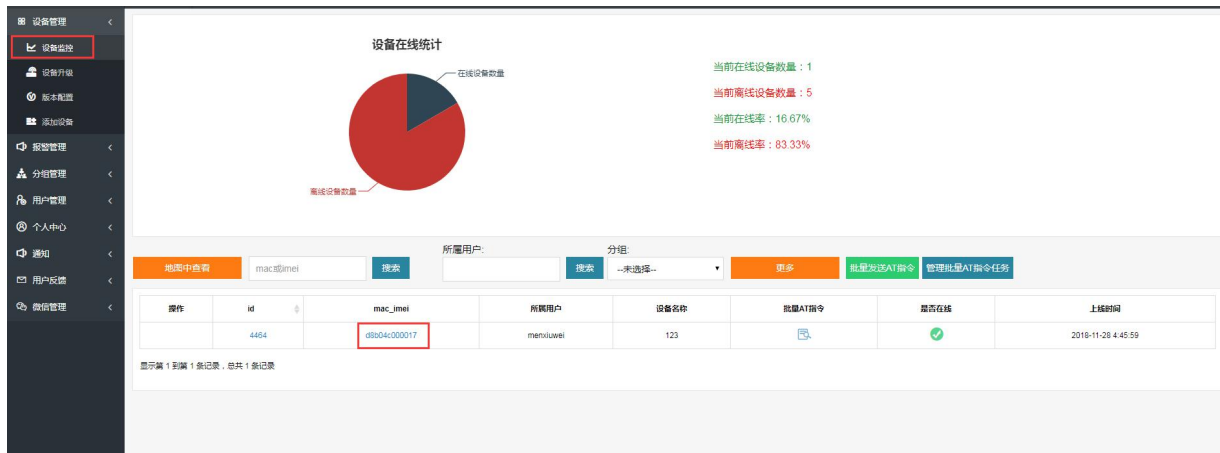 设备管理
设备监控
设备升级
版本配置
添加设备
报警管理
分组管理
用户管理
个人中心
通知
用户反馈
微信管理
设备在线统计
在线设备数量
离线设备数量
当前在线设备数量：1
当前离线设备数量：5
当前在线率：16.67%
当前离线率：83.33%
所属用户:
分组:
地图中查看
mac或imei
搜索
搜索
--未选择--
更多
批量发送AT指令
管理批量AT指令任务
操作 id mac_imei 所属用户 设备名称 批量AT指令 是否在线 上线时间
4464 d8b04c000017 menxiuwei 123 2018-11-28 4:45:59
显示第 1 到第 1 条记录，总共 1 条记录